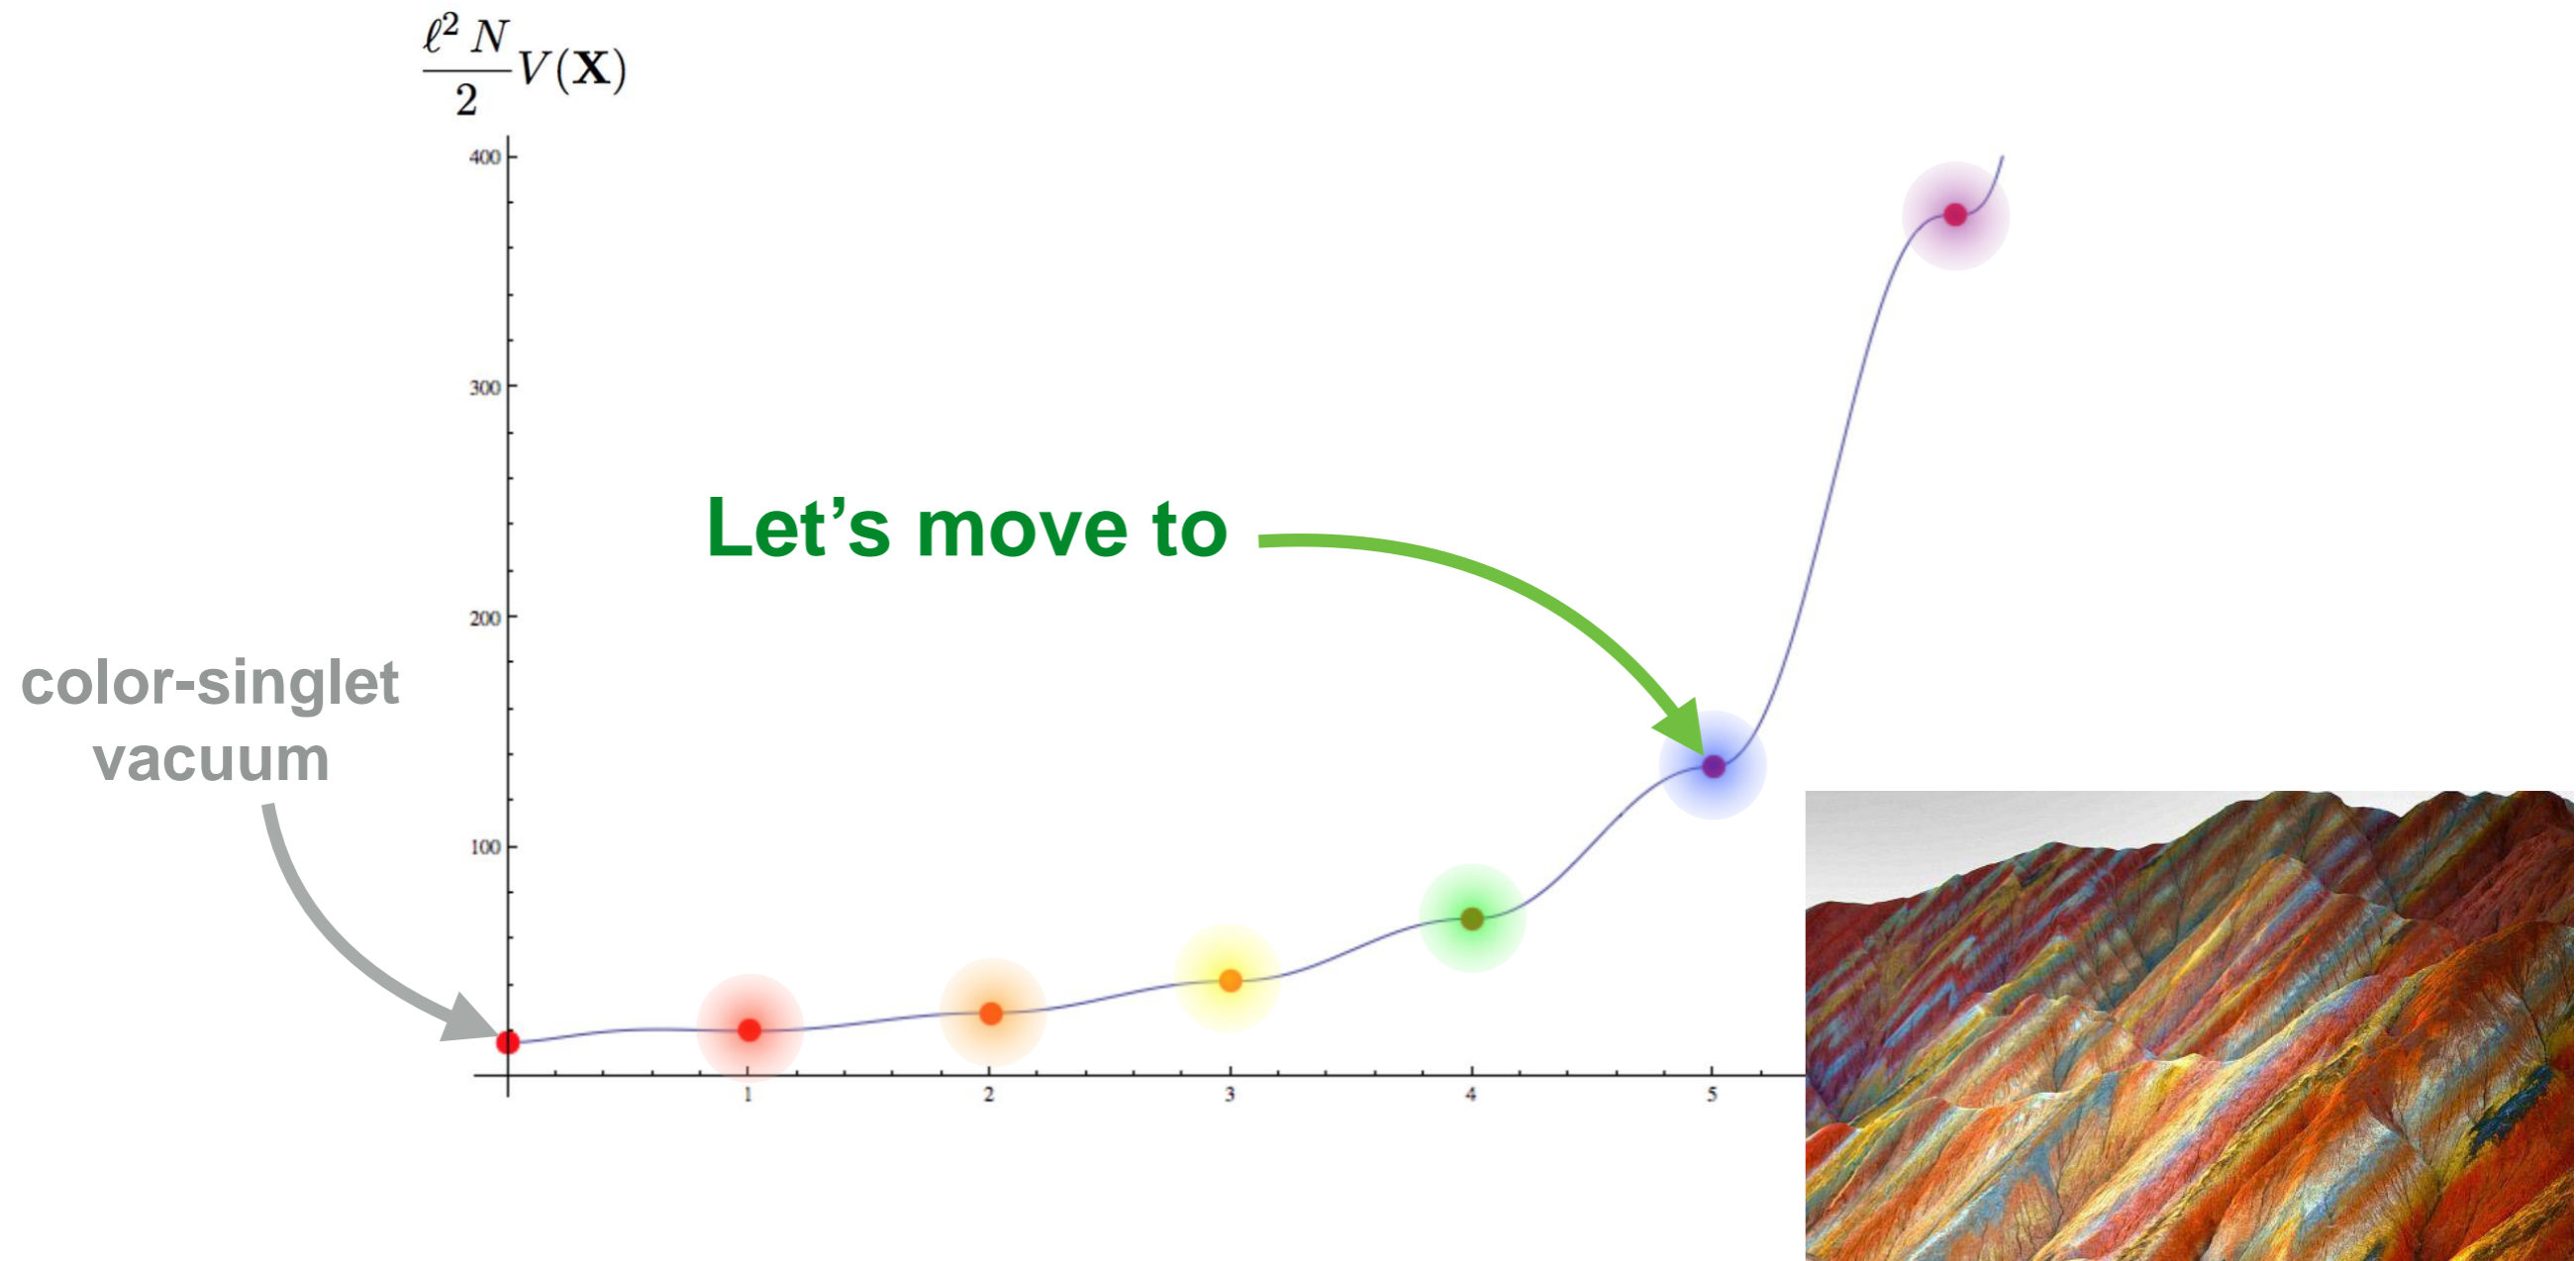 ℓ² N
2
V(X)
400
300
Let's move to
200
color-singlet
vacuum
100
1 2 3 4 5